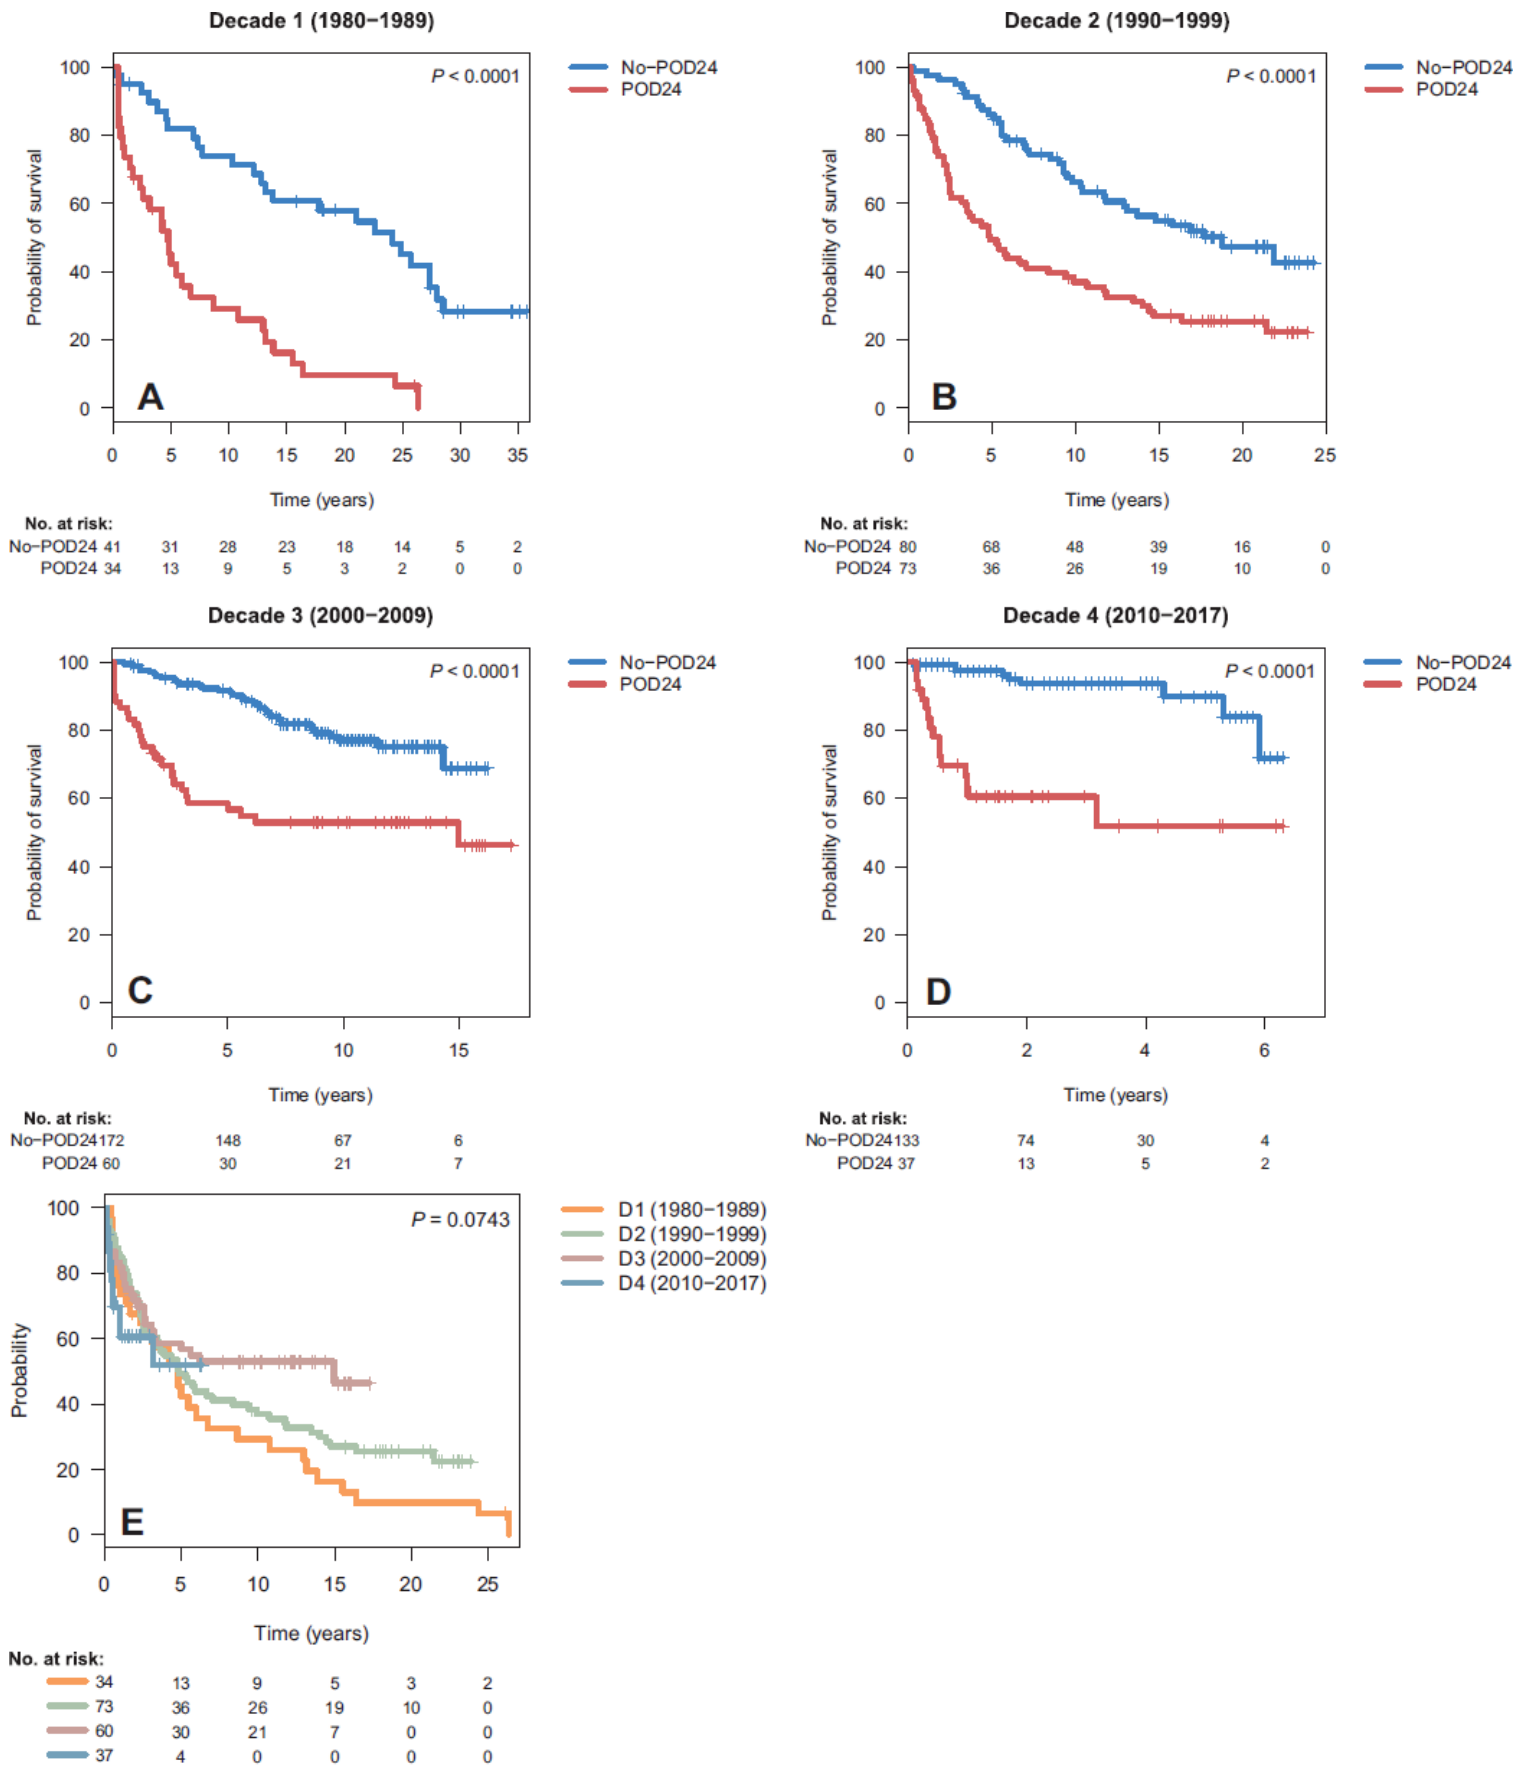 Decade 1 (1980−1989)
100
80
60
40
20
0
Probability of survival
P < 0.0001
No−POD24
POD24
A
0 5 10 15 20 25 30 35
Time (years)
No. at risk:
No−POD24 41 31 28 23 18 14 5 2
POD24 34 13 9 5 3 2 0 0
Decade 2 (1990−1999)
100
80
60
40
20
0
Probability of survival
P < 0.0001
No−POD24
POD24
B
0 5 10 15 20 25
Time (years)
No. at risk:
No−POD24 80 68 48 39 16 0
POD24 73 36 26 19 10 0
Decade 3 (2000−2009)
100
80
60
40
20
0
Probability of survival
P < 0.0001
No−POD24
POD24
C
0 5 10 15
Time (years)
No. at risk:
No−POD24 172 148 67 6
POD24 60 30 21 7
Decade 4 (2010−2017)
100
80
60
40
20
0
Probability of survival
P < 0.0001
No−POD24
POD24
D
0 2 4 6
Time (years)
No. at risk:
No−POD24 133 74 30 4
POD24 37 13 5 2
100
80
60
40
20
0
Probability
P = 0.0743
D1 (1980−1989)
D2 (1990−1999)
D3 (2000−2009)
D4 (2010−2017)
E
0 5 10 15 20 25
Time (years)
No. at risk:
34 13 9 5 3 2
73 36 26 19 10 0
60 30 21 7 0 0
37 4 0 0 0 0